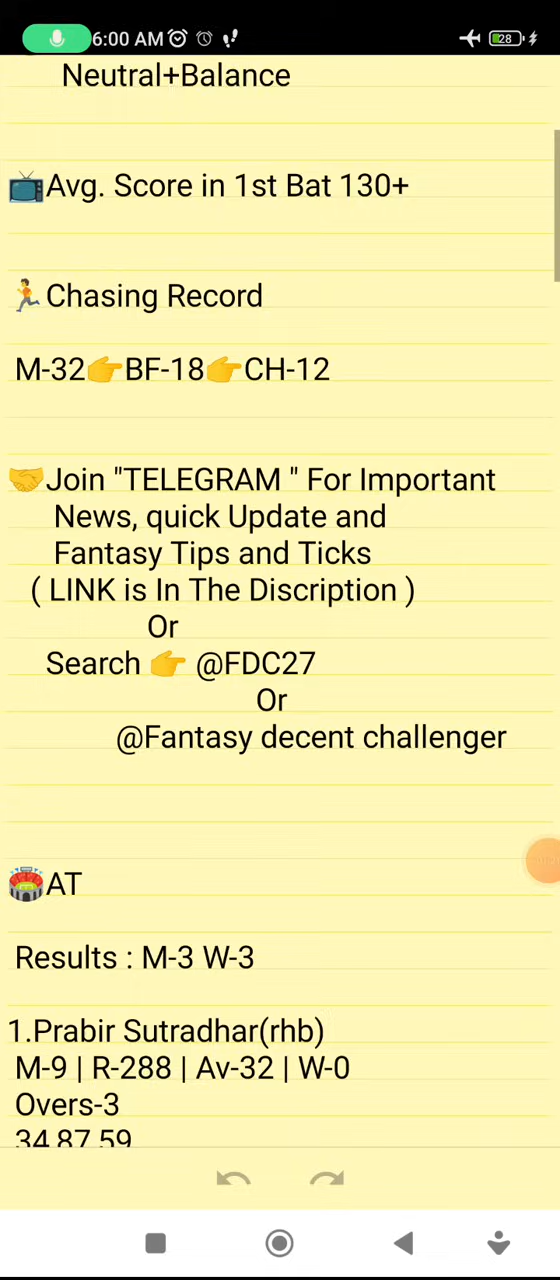 6:00 AM
28
Neutral+Balance
📺Avg. Score in 1st Bat 130+
🏃Chasing Record
M-32👉BF-18👉CH-12
🤝Join "TELEGRAM " For Important
News, quick Update and
Fantasy Tips and Ticks
( LINK is In The Discription )
Or
Search 👉 @FDC27
Or
@Fantasy decent challenger
🏟AT
Results : M-3 W-3
1.Prabir Sutradhar(rhb)
M-9 | R-288 | Av-32 | W-0
Overs-3
34,87,59